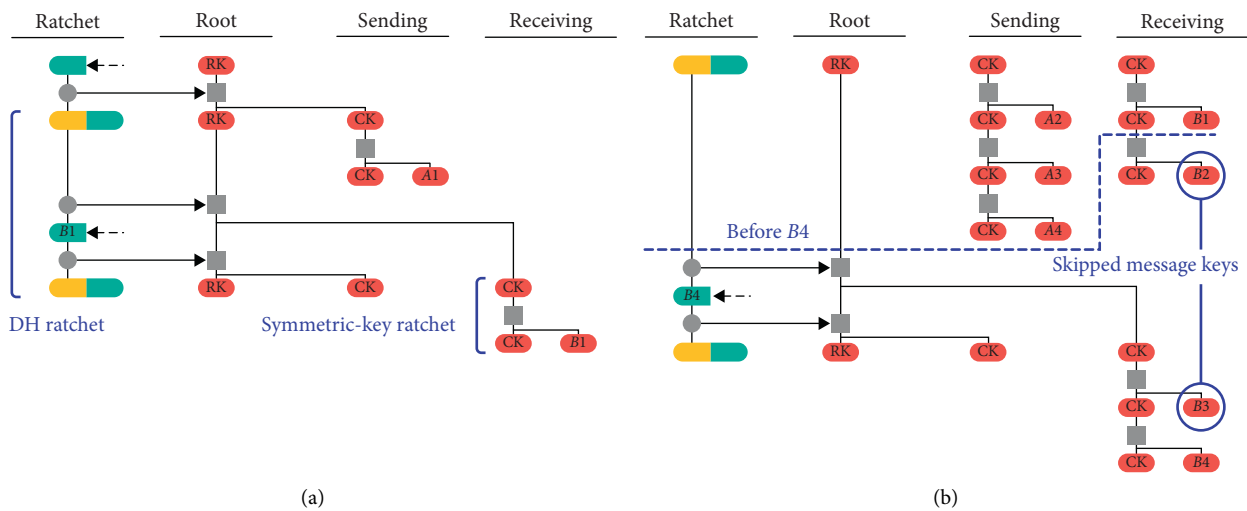 Ratchet Root Sending Receiving
RK
RK CK
CK A1
B1
RK CK CK
DH ratchet Symmetric-key ratchet
CK B1
(a)
Ratchet Root Sending Receiving
RK CK CK
CK A2 CK B1
CK A3 CK B2
CK A4
Before B4
Skipped message keys
B4
RK CK CK
CK B3
CK B4
(b)